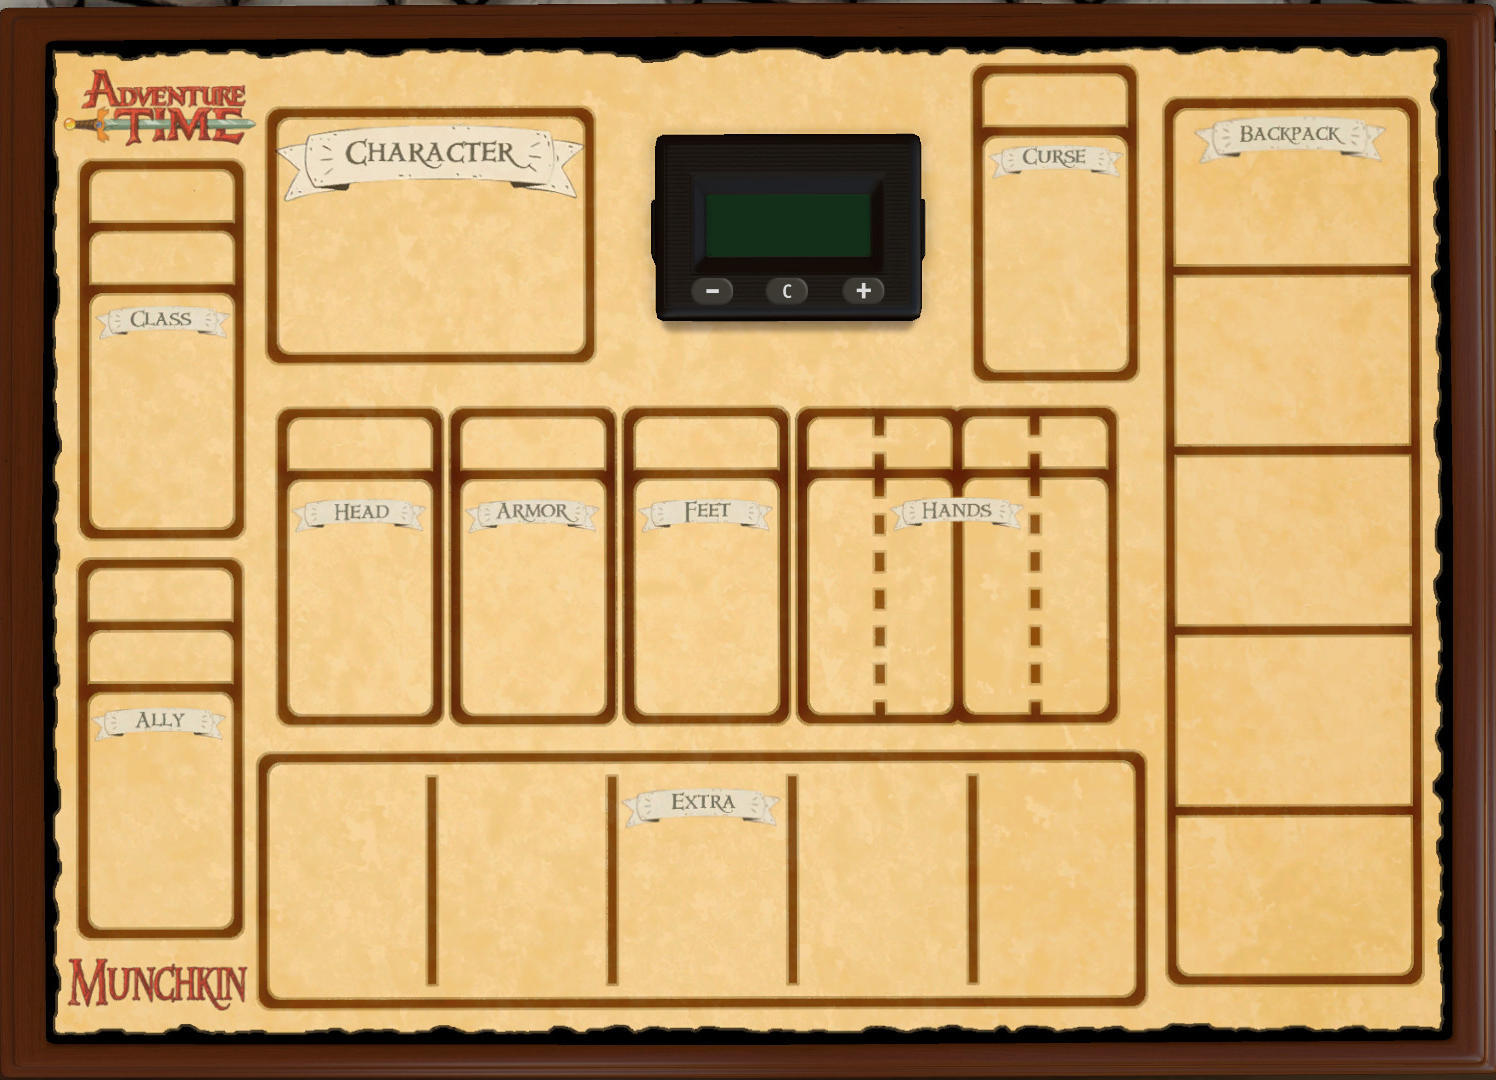 ADVENTURE
TIME
CHARACTER
CURSE
BACKPACK
- C +
CLASS
HEAD
ARMOR
FEET
HANDS
ALLY
EXTRA
MUNCHKIN